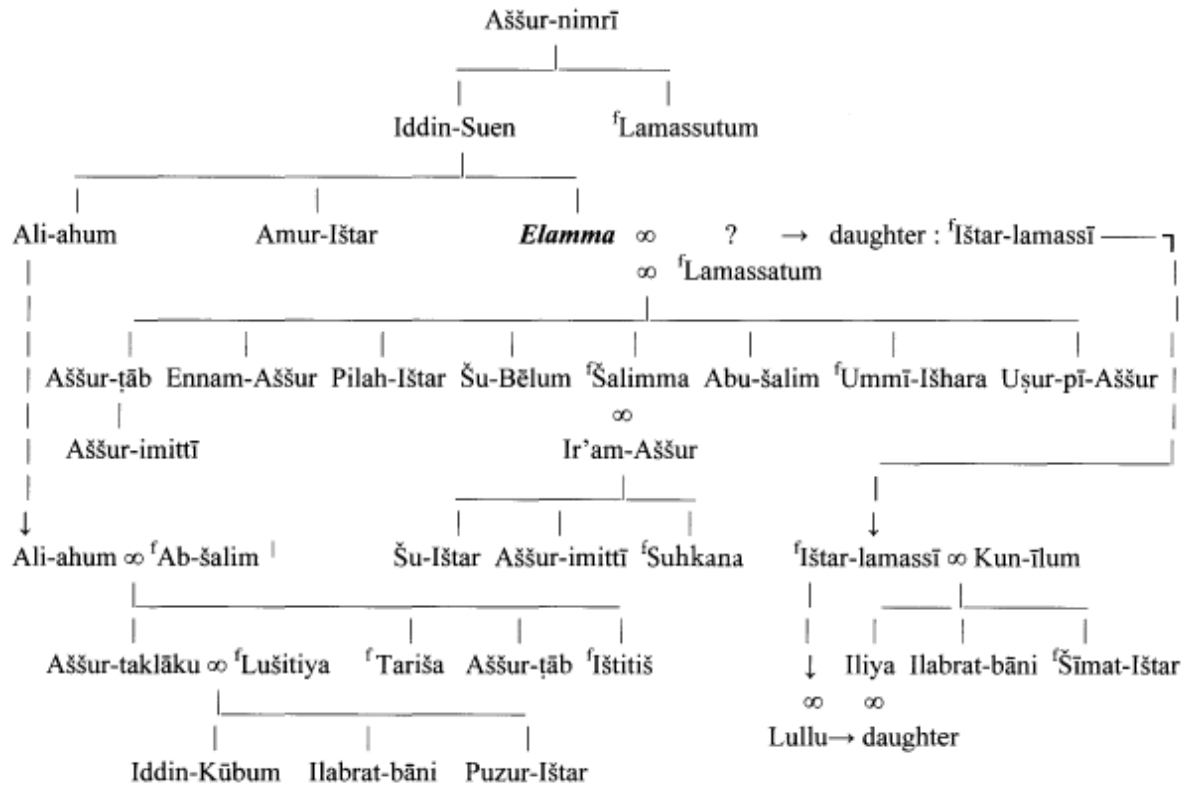 Aššur-nimrī
Iddin-Suen fLamassutum
Ali-ahum Amur-Ištar Elamma ∞ ? → daughter : fIštar-lamassī
∞ fLamassatum
Aššur-ṭāb Ennam-Aššur Pilah-Ištar Šu-Bēlum fŠalimma Abu-šalim fUmmī-Išhara Uṣur-pī-Aššur
∞
Aššur-imittī Ir’am-Aššur
↓ ↓
Ali-ahum ∞ fAb-šalim Šu-Ištar Aššur-imittī fSuhkana fIštar-lamassī ∞ Kun-īlum
Aššur-taklāku ∞ fLušitiya fTariša Aššur-ṭāb fIštitiš ↓ Iliya Ilabrat-bāni fŠīmat-Ištar
∞ ∞
Lullu→ daughter
Iddin-Kūbum Ilabrat-bāni Puzur-Ištar